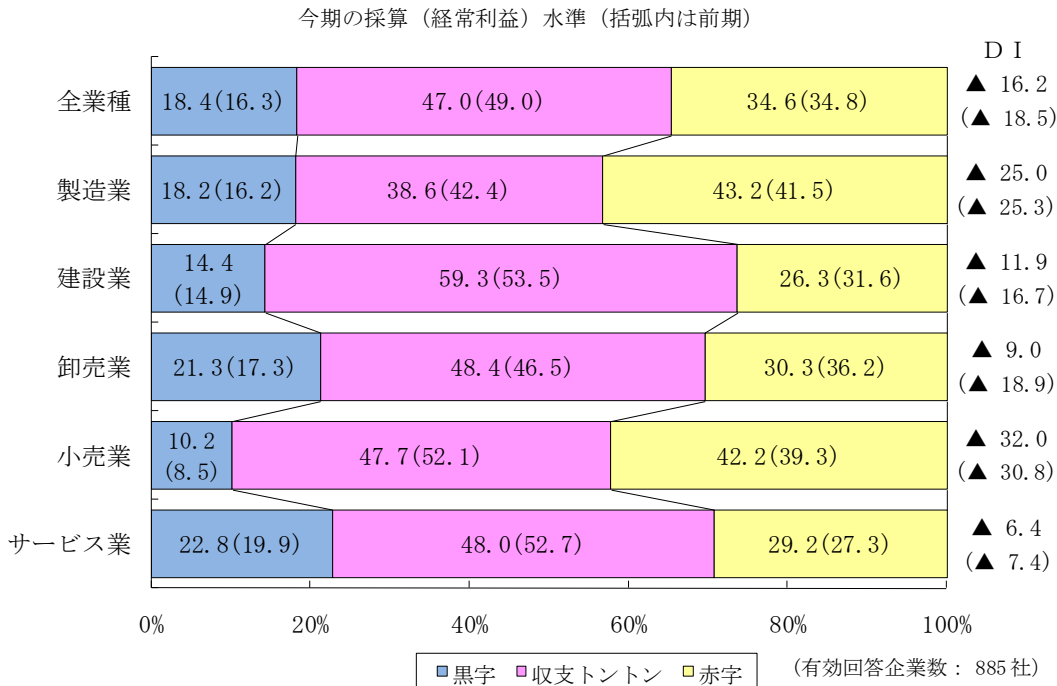 今期の採算（経常利益）水準（括弧内は前期）
ＤＩ
全業種 18.4(16.3) 47.0(49.0) 34.6(34.8) ▲ 16.2
(▲ 18.5)
製造業 18.2(16.2) 38.6(42.4) 43.2(41.5) ▲ 25.0
(▲ 25.3)
建設業 14.4 59.3(53.5) 26.3(31.6) ▲ 11.9
(14.9) (▲ 16.7)
卸売業 21.3(17.3) 48.4(46.5) 30.3(36.2) ▲ 9.0
(▲ 18.9)
小売業 10.2 47.7(52.1) 42.2(39.3) ▲ 32.0
(8.5) (▲ 30.8)
サービス業 22.8(19.9) 48.0(52.7) 29.2(27.3) ▲ 6.4
(▲ 7.4)
0% 20% 40% 60% 80% 100%
黒字 収支トントン 赤字 （有効回答企業数： 885社）